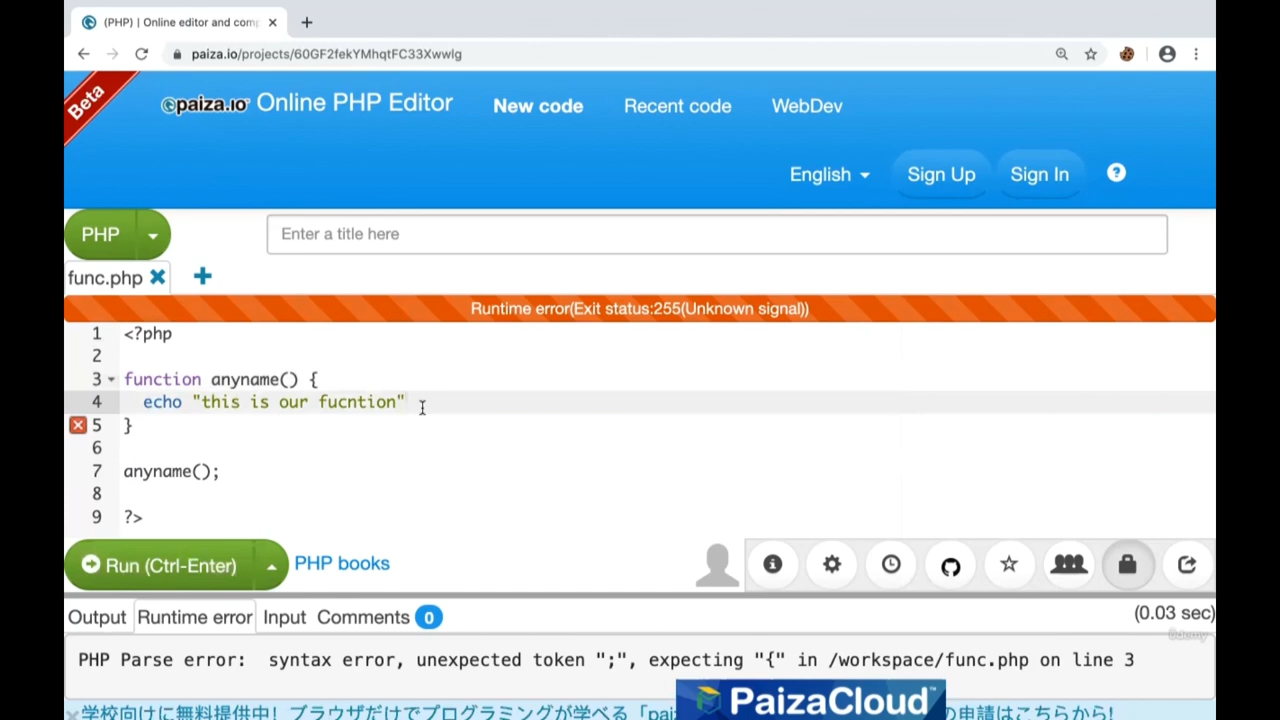 (PHP) | Online editor and comp
paiza.io/projects/60GF2fekYMhqtFC33Xwwlg
Beta
paiza.io Online PHP Editor
New code
Recent code
WebDev
English
Sign Up
Sign In
?
PHP
Enter a title here
func.php
Runtime error(Exit status:255(Unknown signal))
1 <?php
2
3 function anyname() {
4 echo "this is our fucntion"
5 }
6
7 anyname();
8
9 ?>
Run (Ctrl-Enter)
PHP books
Output
Runtime error
Input
Comments 0
(0.03 sec)
ûdemy
PHP Parse error:  syntax error, unexpected token ";", expecting "{" in /workspace/func.php on line 3
学校向けに無料提供中! ブラウザだけでプログラミングが学べる「paiz
PaizaCloud
の申請はこちらから!